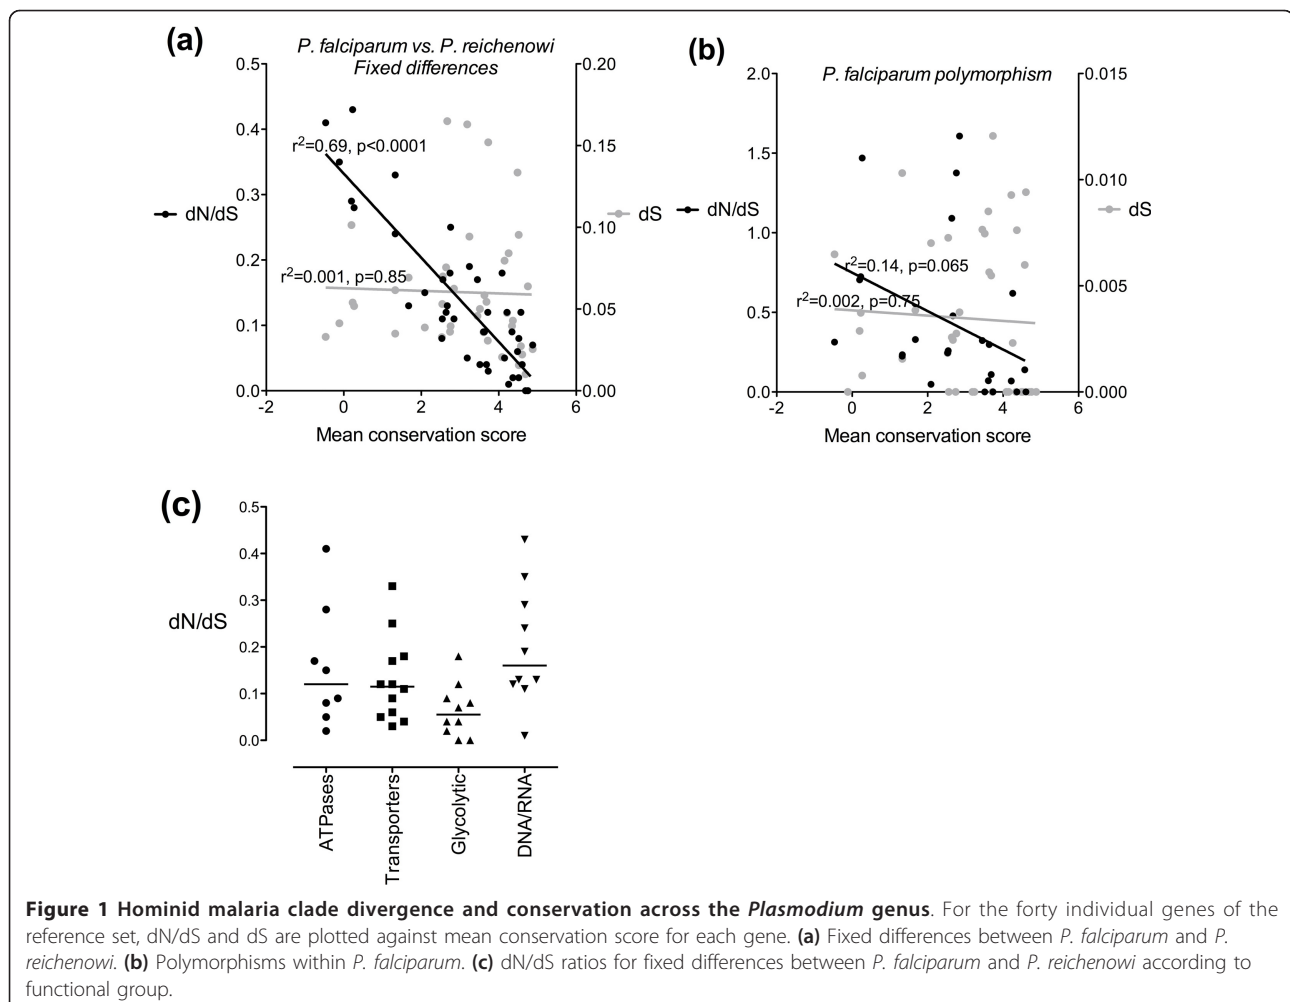 (a)
P. falciparum vs. P. reichenowi
Fixed differences
0.5
0.4
0.3
0.2
0.1
0.0
0.20
0.15
0.10
0.05
0.00
r2=0.69, p<0.0001
r2=0.001, p=0.85
dN/dS
dS
-2
0
2
4
6
Mean conservation score
(b)
P. falciparum polymorphism
2.0
1.5
1.0
0.5
0.0
0.015
0.010
0.005
0.000
dN/dS
dS
r2=0.14, p=0.065
r2=0.002, p=0.75
-2
0
2
4
6
Mean conservation score
(c)
0.5
0.4
0.3
0.2
0.1
0.0
dN/dS
ATPases
Transporters
Glycolytic
DNA/RNA
Figure 1 Hominid malaria clade divergence and conservation across the Plasmodium genus. For the forty individual genes of the
reference set, dN/dS and dS are plotted against mean conservation score for each gene. (a) Fixed differences between P. falciparum and P.
reichenowi. (b) Polymorphisms within P. falciparum. (c) dN/dS ratios for fixed differences between P. falciparum and P. reichenowi according to
functional group.